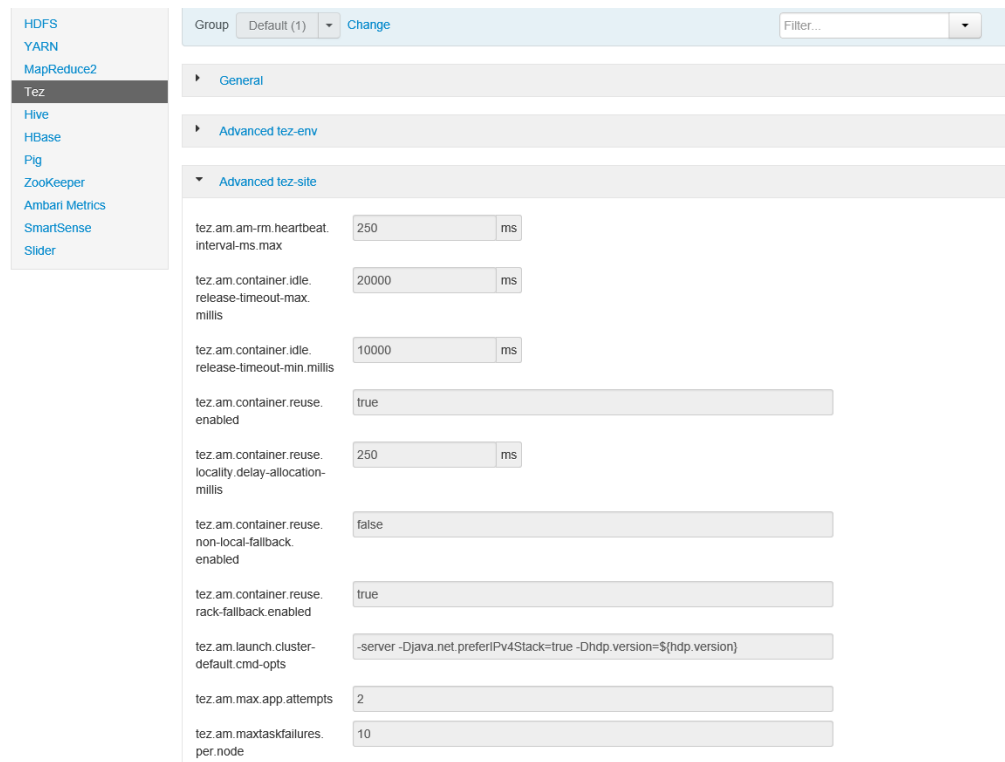 HDFS
YARN
MapReduce2
Tez
Hive
HBase
Pig
ZooKeeper
Ambari Metrics
SmartSense
Slider
Group Default (1) Change Filter...
General
Advanced tez-env
Advanced tez-site
tez.am.am-rm.heartbeat. 250 ms
interval-ms.max
tez.am.container.idle. 20000 ms
release-timeout-max.
millis
tez.am.container.idle. 10000 ms
release-timeout-min.millis
tez.am.container.reuse. true
enabled
tez.am.container.reuse. 250 ms
locality.delay-allocation-
millis
tez.am.container.reuse. false
non-local-fallback.
enabled
tez.am.container.reuse. true
rack-fallback.enabled
tez.am.launch.cluster- -server -Djava.net.preferIPv4Stack=true -Dhdp.version=${hdp.version}
default.cmd-opts
tez.am.max.app.attempts 2
tez.am.maxtaskfailures. 10
per.node